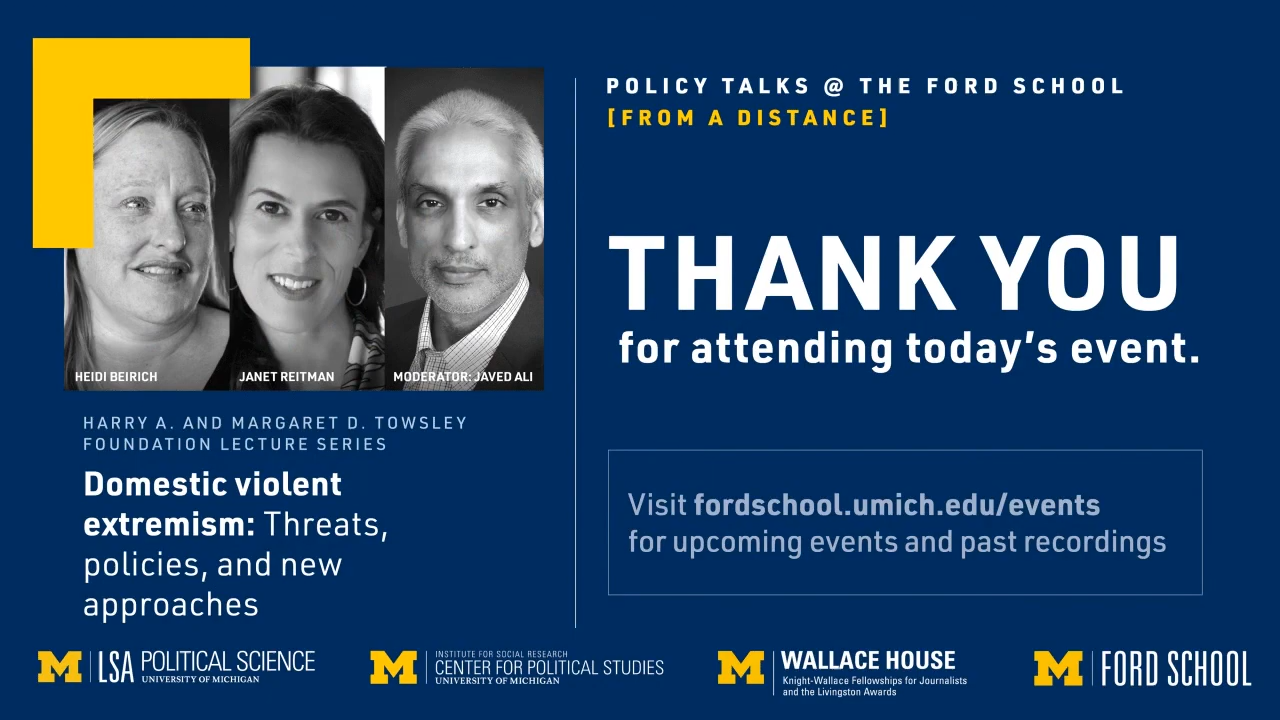 HEIDI BEIRICH
JANET REITMAN
MODERATOR: JAVED ALI
HARRY A. AND MARGARET D. TOWSLEY
FOUNDATION LECTURE SERIES
Domestic violent
extremism: Threats,
policies, and new
approaches
POLICY TALKS @ THE FORD SCHOOL
[FROM A DISTANCE]
THANK YOU
for attending today's event.
Visit fordschool.umich.edu/events
for upcoming events and past recordings
M LSA POLITICAL SCIENCE
UNIVERSITY OF MICHIGAN
M INSTITUTE FOR SOCIAL RESEARCH
CENTER FOR POLITICAL STUDIES
UNIVERSITY OF MICHIGAN
M WALLACE HOUSE
Knight-Wallace Fellowships for Journalists
and the Livingston Awards
M FORD SCHOOL